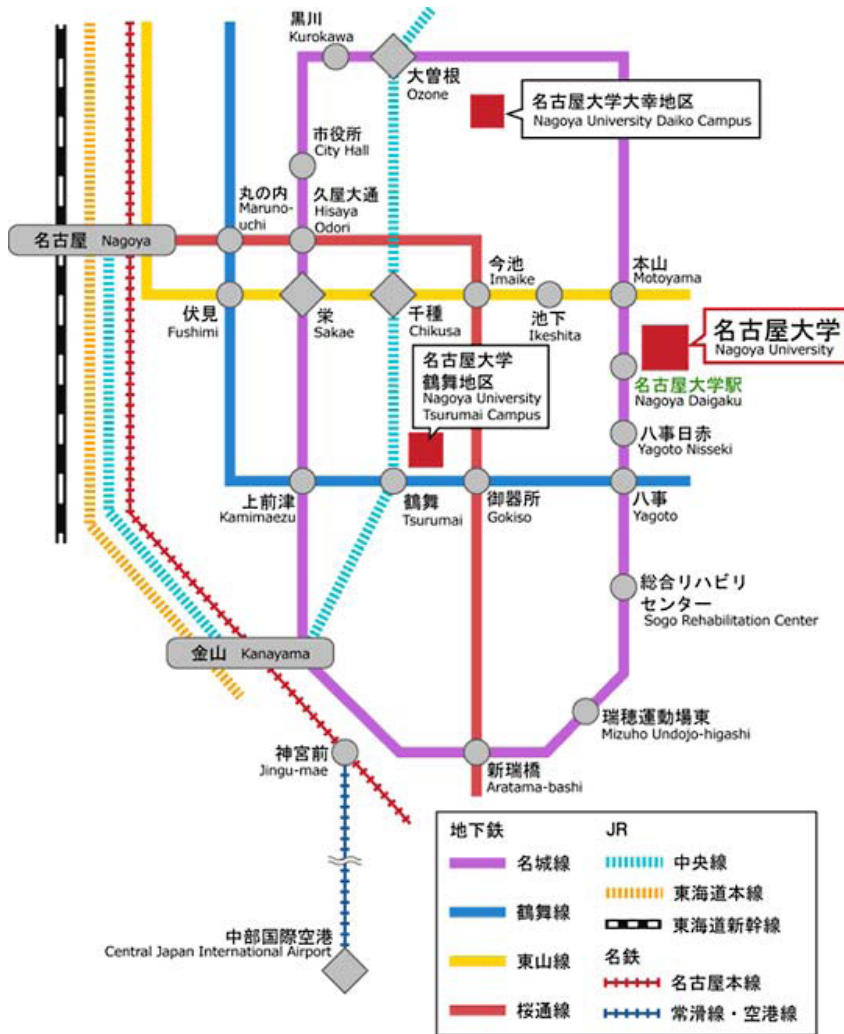 黒川
Kurokawa
大曽根
Ozone
名古屋大学大幸地区
Nagoya University Daiko Campus
市役所
City Hall
丸の内
Maruno-
uchi
久屋大通
Hisaya
Odori
名古屋 Nagoya
今池
Imaike
本山
Motoyama
伏見
Fushimi
栄
Sakae
千種
Chikusa
池下
Ikeshita
名古屋大学
Nagoya University
名古屋大学
鶴舞地区
Nagoya University
Tsurumai Campus
名古屋大学駅
Nagoya Daigaku
八事日赤
Yagoto Nisseki
上前津
Kamimaezu
鶴舞
Tsurumai
御器所
Gokiso
八事
Yagoto
総合リハビリ
センター
Sogo Rehabilitation Center
金山 Kanayama
瑞穂運動場東
Mizuho Undojo-higashi
神宮前
Jingu-mae
新瑞橋
Aratama-bashi
中部国際空港
Central Japan International Airport
地下鉄
名城線
鶴舞線
東山線
桜通線
JR
中央線
東海道本線
東海道新幹線
名鉄
名古屋本線
常滑線・空港線